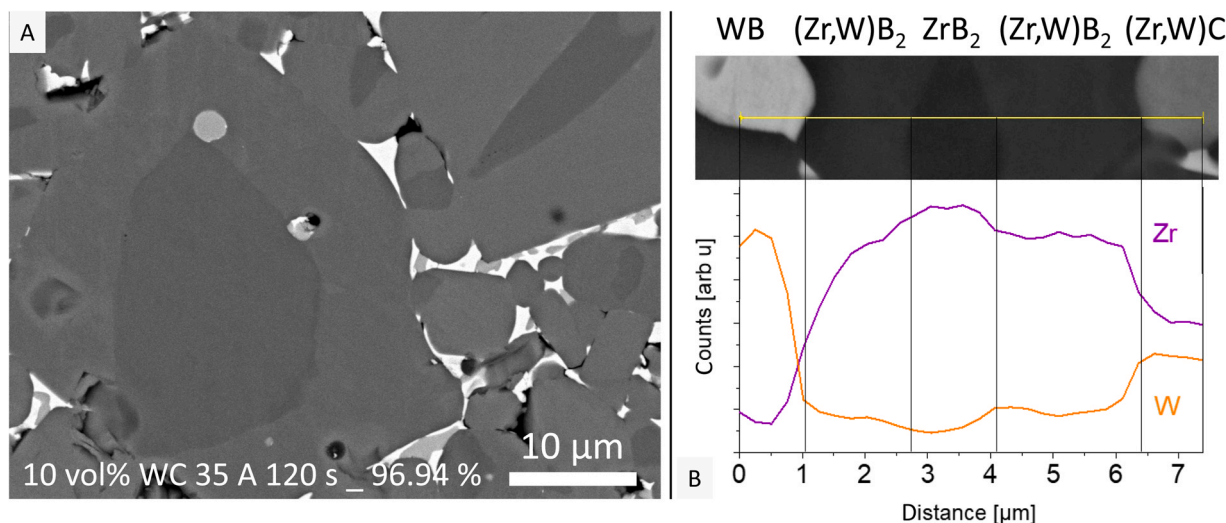 A
10 vol% WC 35 A 120 s _ 96.94 %
10 µm
WB (Zr,W)B₂ ZrB₂ (Zr,W)B₂ (Zr,W)C
Counts [arb u]
Zr
W
B
0 1 2 3 4 5 6 7
Distance [µm]